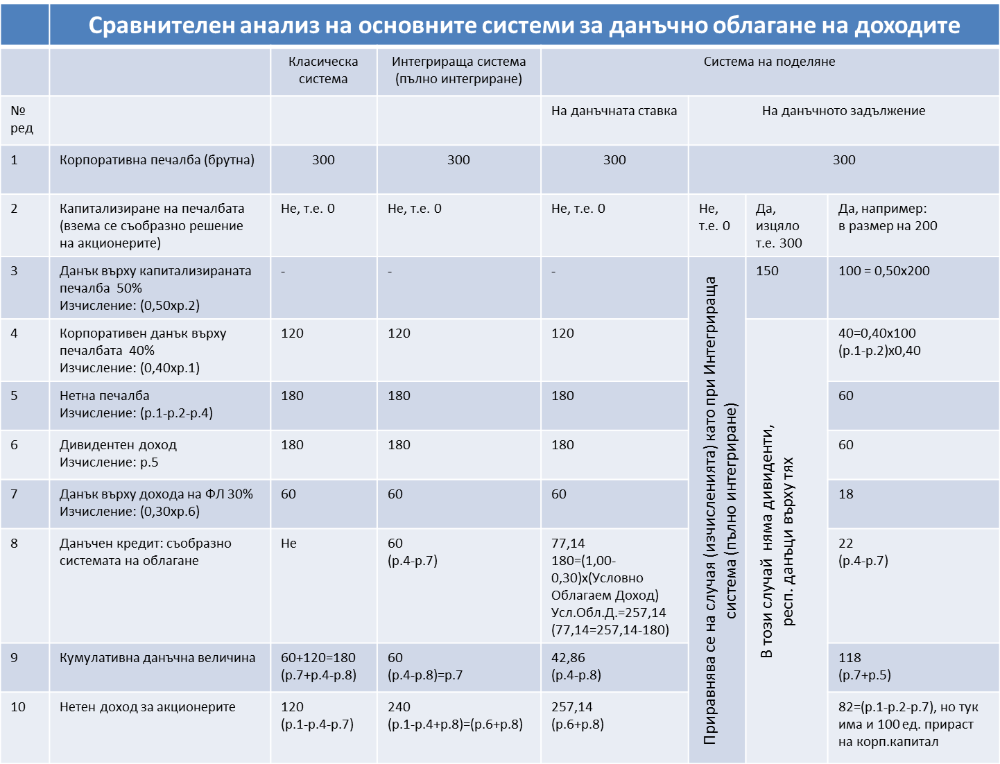 Сравнителен анализ на основните системи за данъчно облагане на доходите
Класическа
система
Интегрираща система
(пълно интегриране)
Система на поделяне
№
ред
На данъчната ставка
На данъчното задължение
1
Корпоративна печалба (брутна)
300
300
300
300
2
Капитализиране на печалбата
(взема се съобразно решение
на акционерите)
Не, т.е. 0
Не, т.е. 0
Не, т.е. 0
Не,
т.е. 0
Да,
изцяло
т.е. 300
Да, например:
в размер на 200
3
Данък върху капитализираната
печалба 50%
Изчисление: (0,50хр.2)
-
-
-
Приравнява се на случая (изчисленията) като при Интегрираща
система (пълно интегриране)
150
100 = 0,50х200
4
Корпоративен данък върху
печалбата 40%
Изчисление: (0,40хр.1)
120
120
120
В този случай няма дивиденти,
респ. данъци върху тях
40=0,40х100
(р.1-р.2)х0,40
5
Нетна печалба
Изчисление: (р.1-р.2-р.4)
180
180
180
60
6
Дивидентен доход
Изчисление: р.5
180
180
180
60
7
Данък върху дохода на ФЛ 30%
Изчисление: (0,30хр.6)
60
60
60
18
8
Данъчен кредит: съобразно
системата на облагане
Не
60
(р.4-р.7)
77,14
180=(1,00-
0,30)х(Условно
Облагаем Доход)
Усл.Обл.Д.=257,14
(77,14=257,14-180)
22
(р.4-р.7)
9
Кумулативна данъчна величина
60+120=180
(р.7+р.4-р.8)
60
(р.4-р.8)=р.7
42,86
(р.4-р.8)
118
(р.7+р.5)
10
Нетен доход за акционерите
120
(р.1-р.4-р.7)
240
(р.1-р.4+р.8)=(р.6+р.8)
257,14
(р.6+р.8)
82=(р.1-р.2-р.7), но тук
има и 100 ед. прираст
на корп.капитал